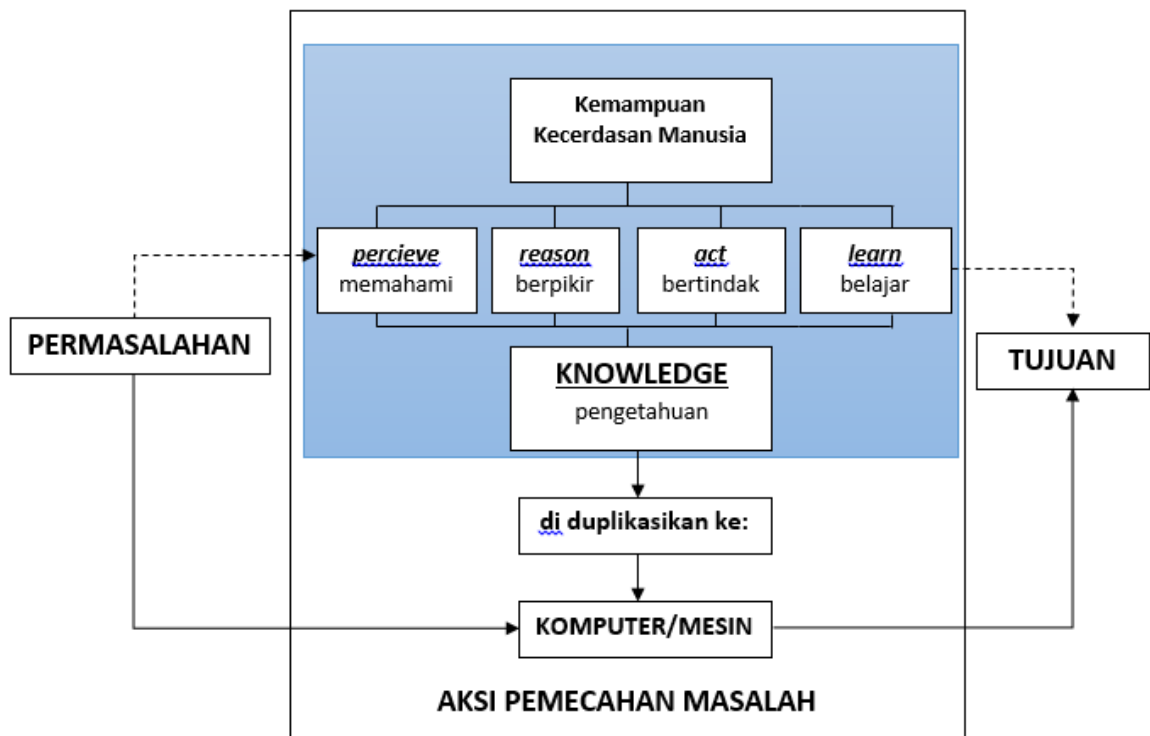 Kemampuan
Kecerdasan Manusia
percieve
memahami
reason
berpikir
act
bertindak
learn
belajar
PERMASALAHAN
TUJUAN
KNOWLEDGE
pengetahuan
di duplikasikan ke:
KOMPUTER/MESIN
AKSI PEMECAHAN MASALAH